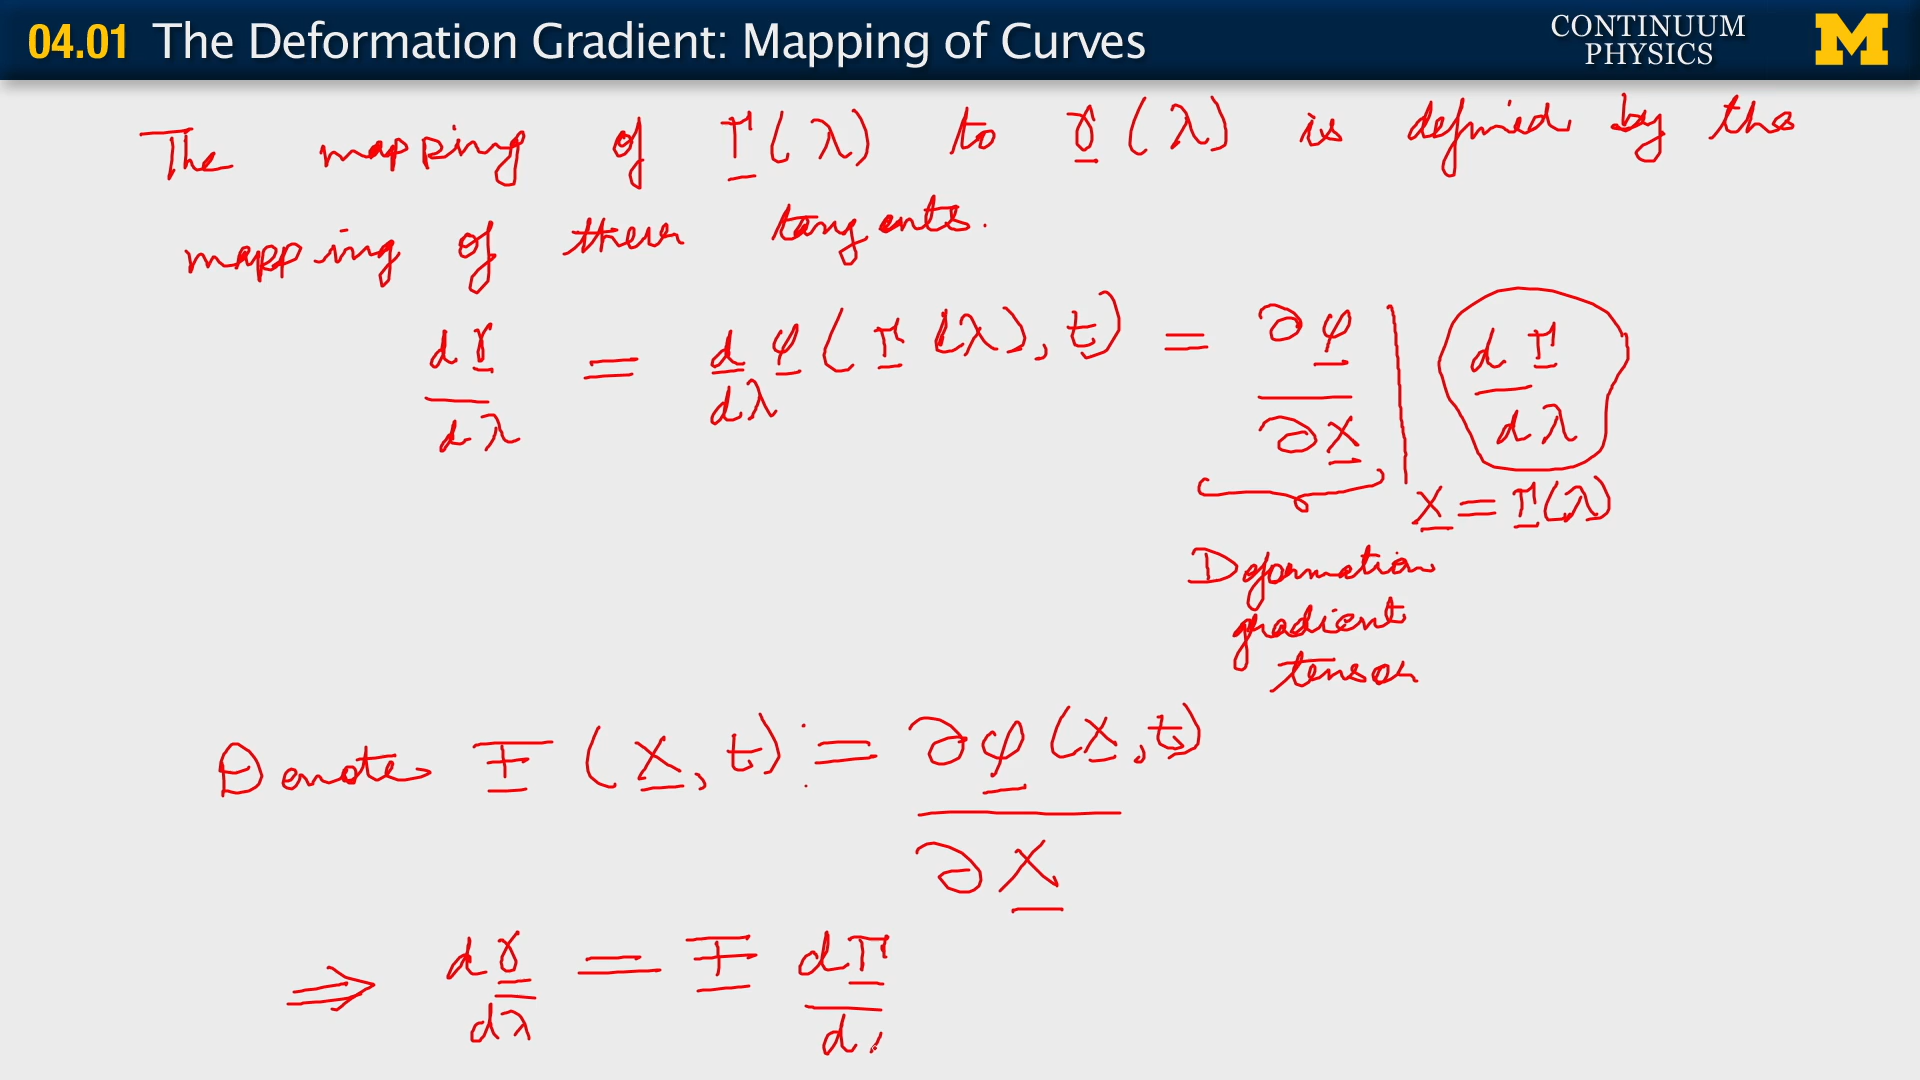 04.01 The Deformation Gradient: Mapping of Curves
CONTINUUM
PHYSICS
M
The mapping of Γ(λ) to γ(λ) is defined by the
mapping of their tangents.
dγ/dλ = d/dλ φ(Γ(λ), t) = ∂φ/∂X | dΓ/dλ
X = Γ(λ)
Deformation
gradient
tensor
Denote F(X, t) := ∂φ(X, t)/∂X
⇒ dγ/dλ = F dΓ/d